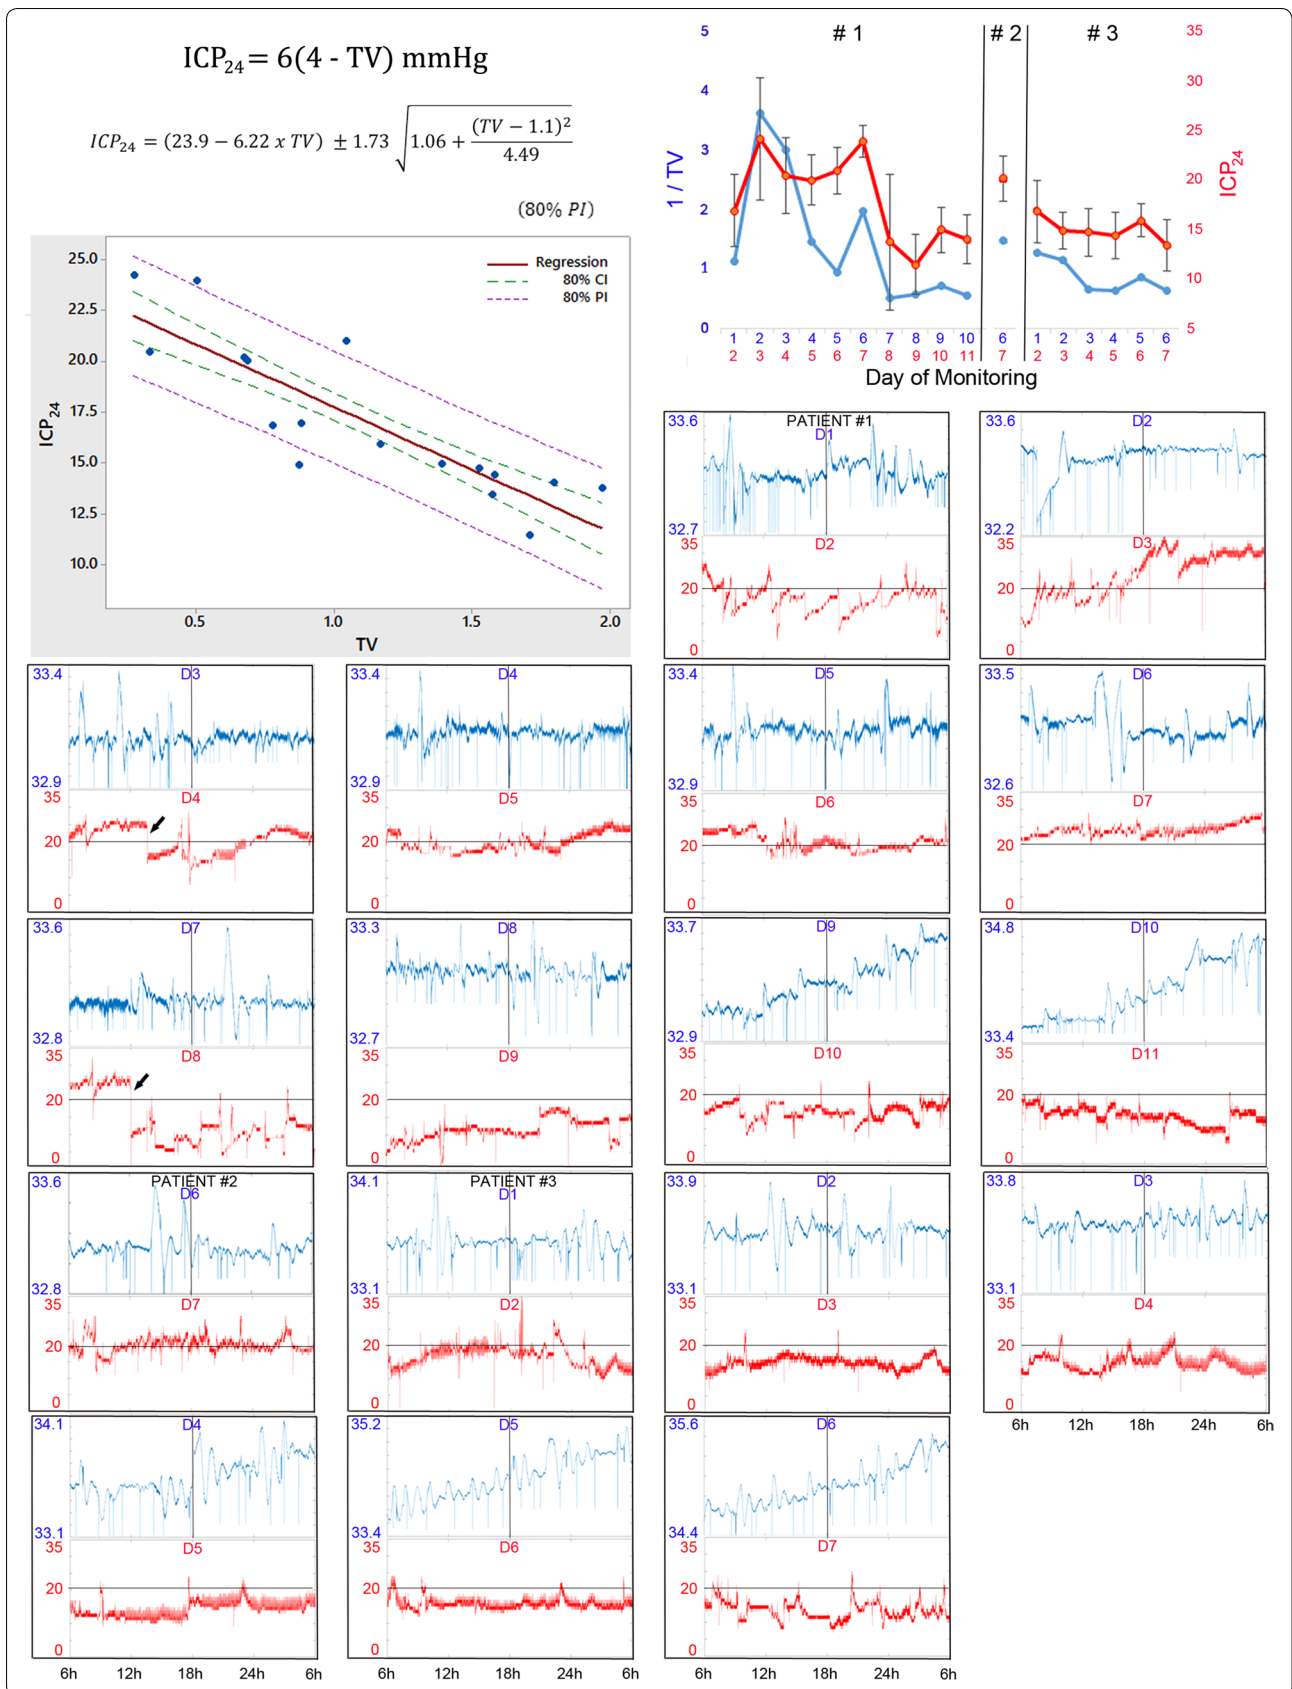 ICP24 = 6(4 - TV) mmHg
ICP24 = (23.9 − 6.22 x TV) ± 1.73 √1.06 + (TV − 1.1)2 / 4.49
(80% PI)
25.0
22.5
20.0
17.5
15.0
12.5
10.0
ICP24
Regression
80% CI
80% PI
0.5 1.0 1.5 2.0
TV
# 1 # 2 # 3
5
4
3
2
1
0
1 / TV
35
30
25
20
15
10
5
ICP24
1 2 3 4 5 6 7 8 9 10 6 1 2 3 4 5 6
2 3 4 5 6 7 8 9 10 11 7 2 3 4 5 6 7
Day of Monitoring
PATIENT #1
33.6 D1
32.7
35 D2
20
0
33.6 D2
32.2
35 D3
20
0
33.4 D3
32.9
35 D4
20
0
33.4 D4
32.9
35 D5
20
0
33.4 D5
32.9
35 D6
20
0
33.5 D6
32.6
35 D7
20
0
33.6 D7
32.8
35 D8
20
0
33.3 D8
32.7
35 D9
20
0
33.7 D9
32.9
35 D10
20
0
34.8 D10
33.4
35 D11
20
0
PATIENT #2
33.6 D6
32.8
35 D7
20
0
PATIENT #3
34.1 D1
33.1
35 D2
20
0
33.9 D2
33.1
35 D3
20
0
33.8 D3
33.1
35 D4
20
0
6h 12h 18h 24h 6h
34.1 D4
33.1
35 D5
20
0
6h 12h 18h 24h 6h
35.2 D5
33.4
35 D6
20
0
6h 12h 18h 24h 6h
35.6 D6
34.4
35 D7
20
0
6h 12h 18h 24h 6h